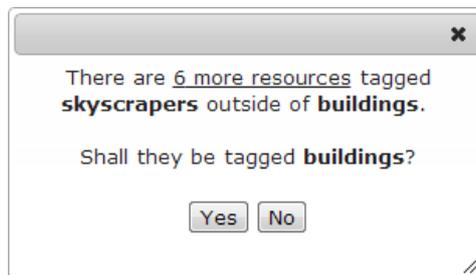 There are 6 more resources tagged
skyscrapers outside of buildings.
Shall they be tagged buildings?
Yes No